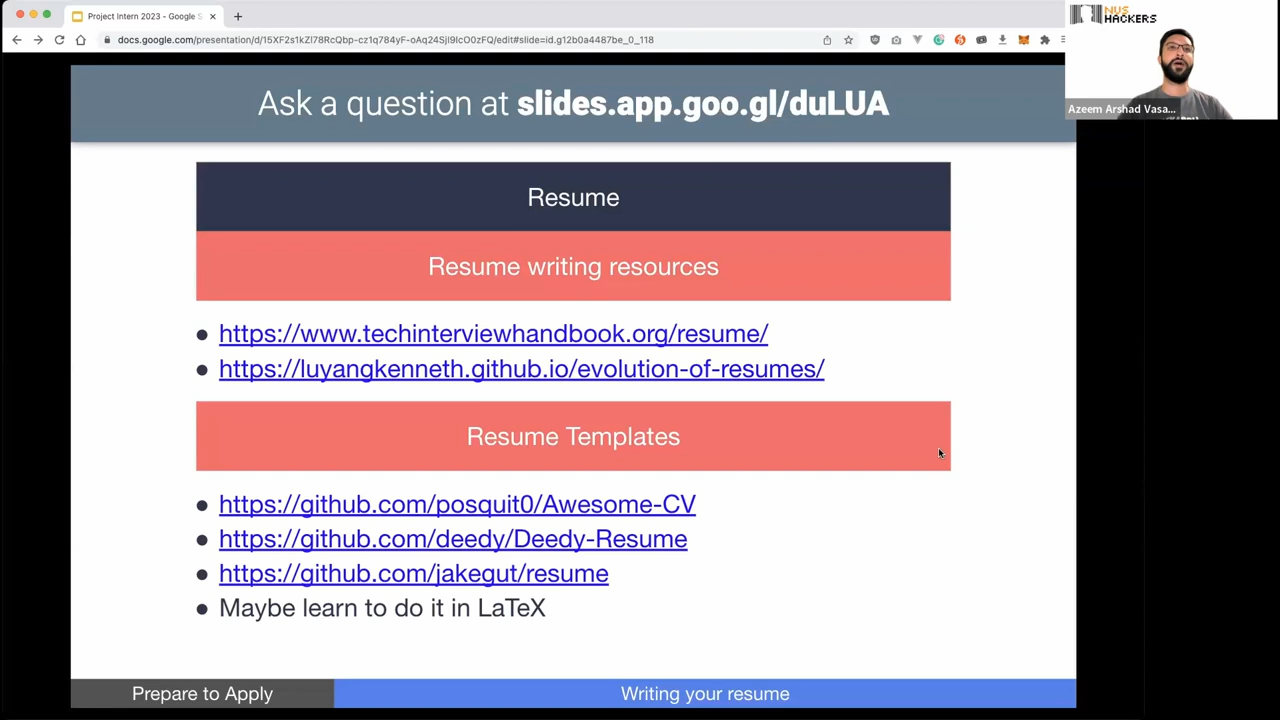 Project Intern 2023 - Google S
docs.google.com/presentation/d/15XF2s1kZl78RcQbp-cz1q784yF-oAq24SjI9IcO0zFQ/edit#slide=id.g12b0a4487be_0_118
NUS
HACKERS
Azeem Arshad Vasa...
Ask a question at slides.app.goo.gl/duLUA
Resume
Resume writing resources
https://www.techinterviewhandbook.org/resume/
https://luyangkenneth.github.io/evolution-of-resumes/
Resume Templates
https://github.com/posquit0/Awesome-CV
https://github.com/deedy/Deedy-Resume
https://github.com/jakegut/resume
Maybe learn to do it in LaTeX
Prepare to Apply
Writing your resume